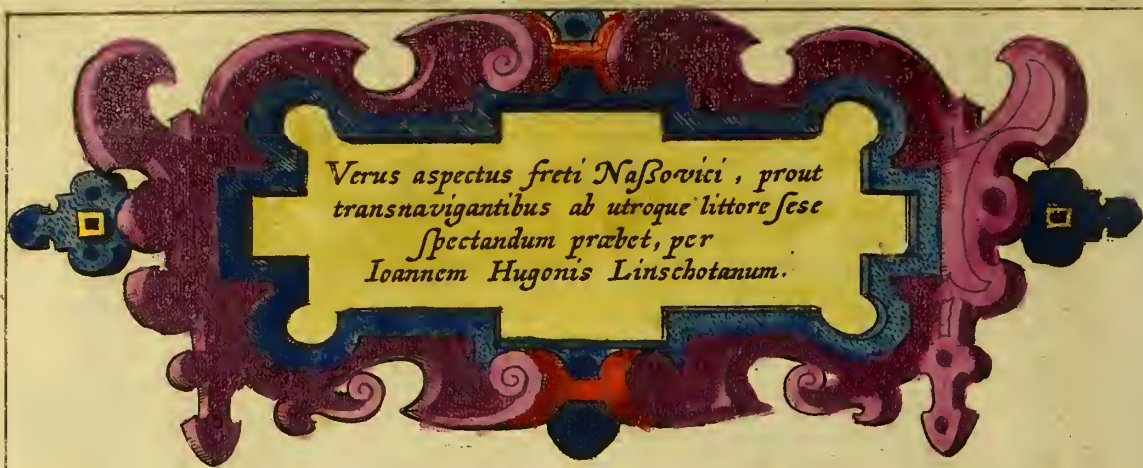 Verus aspectus freti Naßovici, prout
transnavigantibus ab utroque littore sese
spectandum præbet, per
Ioannem Hugonis Linschotanum.